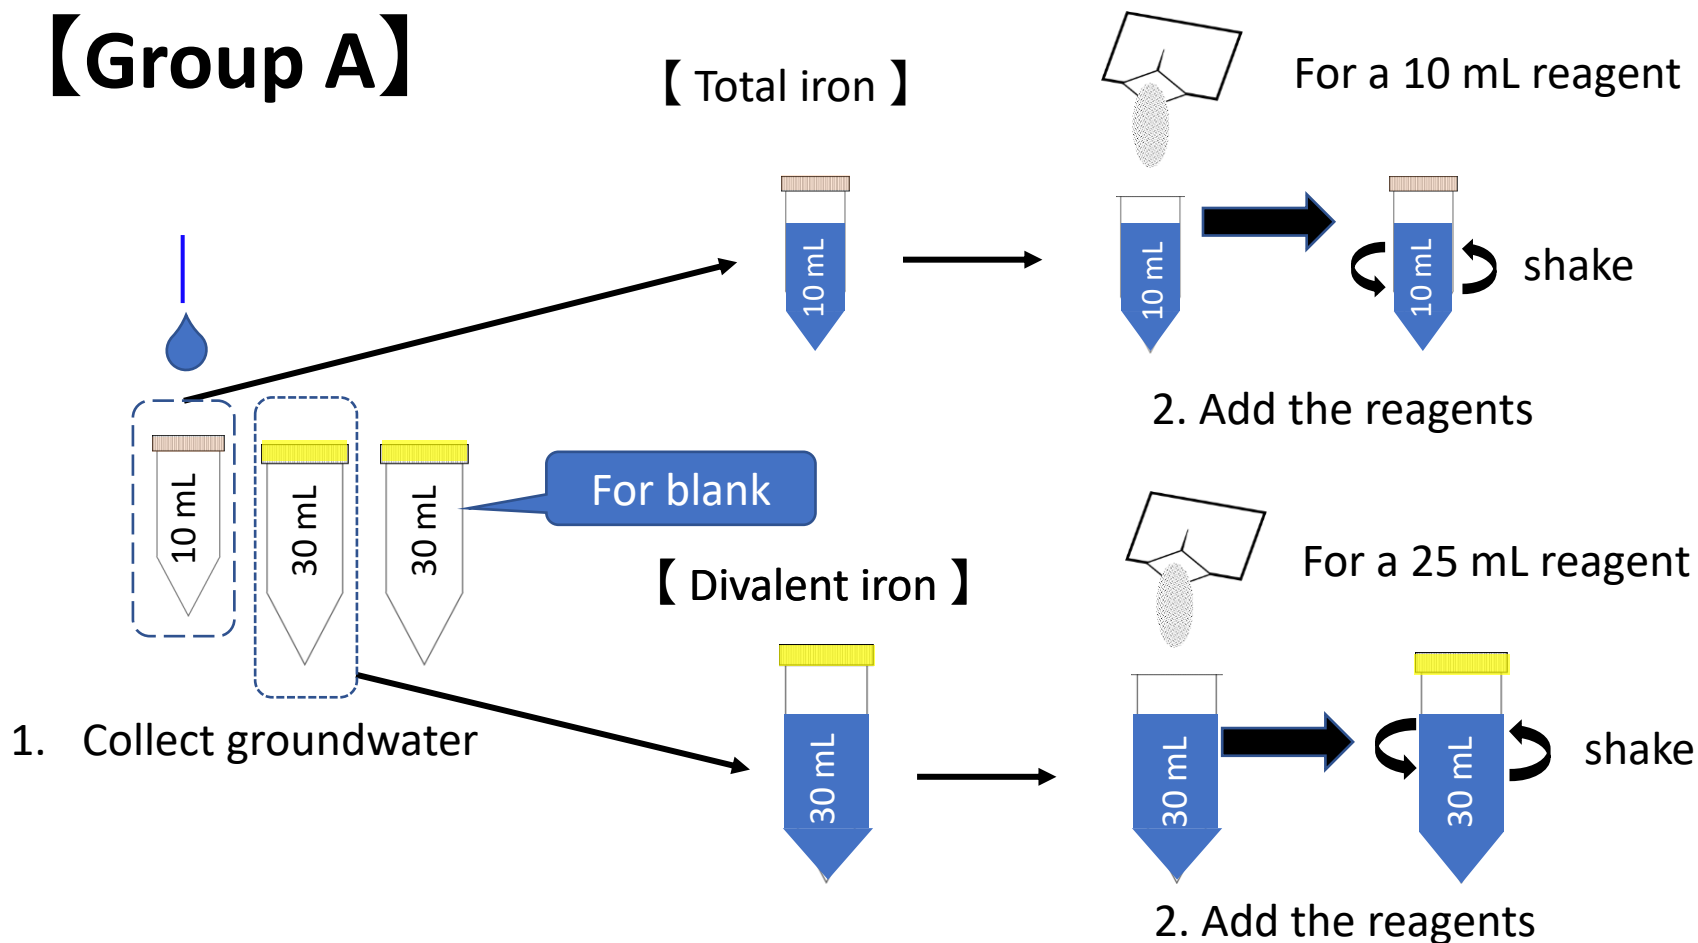 【Group A】
【 Total iron 】
For a 10 mL reagent
10 mL
10 mL
10 mL
shake
2. Add the reagents
10 mL
30 mL
30 mL
For blank
1. Collect groundwater
【 Divalent iron 】
For a 25 mL reagent
30 mL
30 mL
30 mL
shake
2. Add the reagents